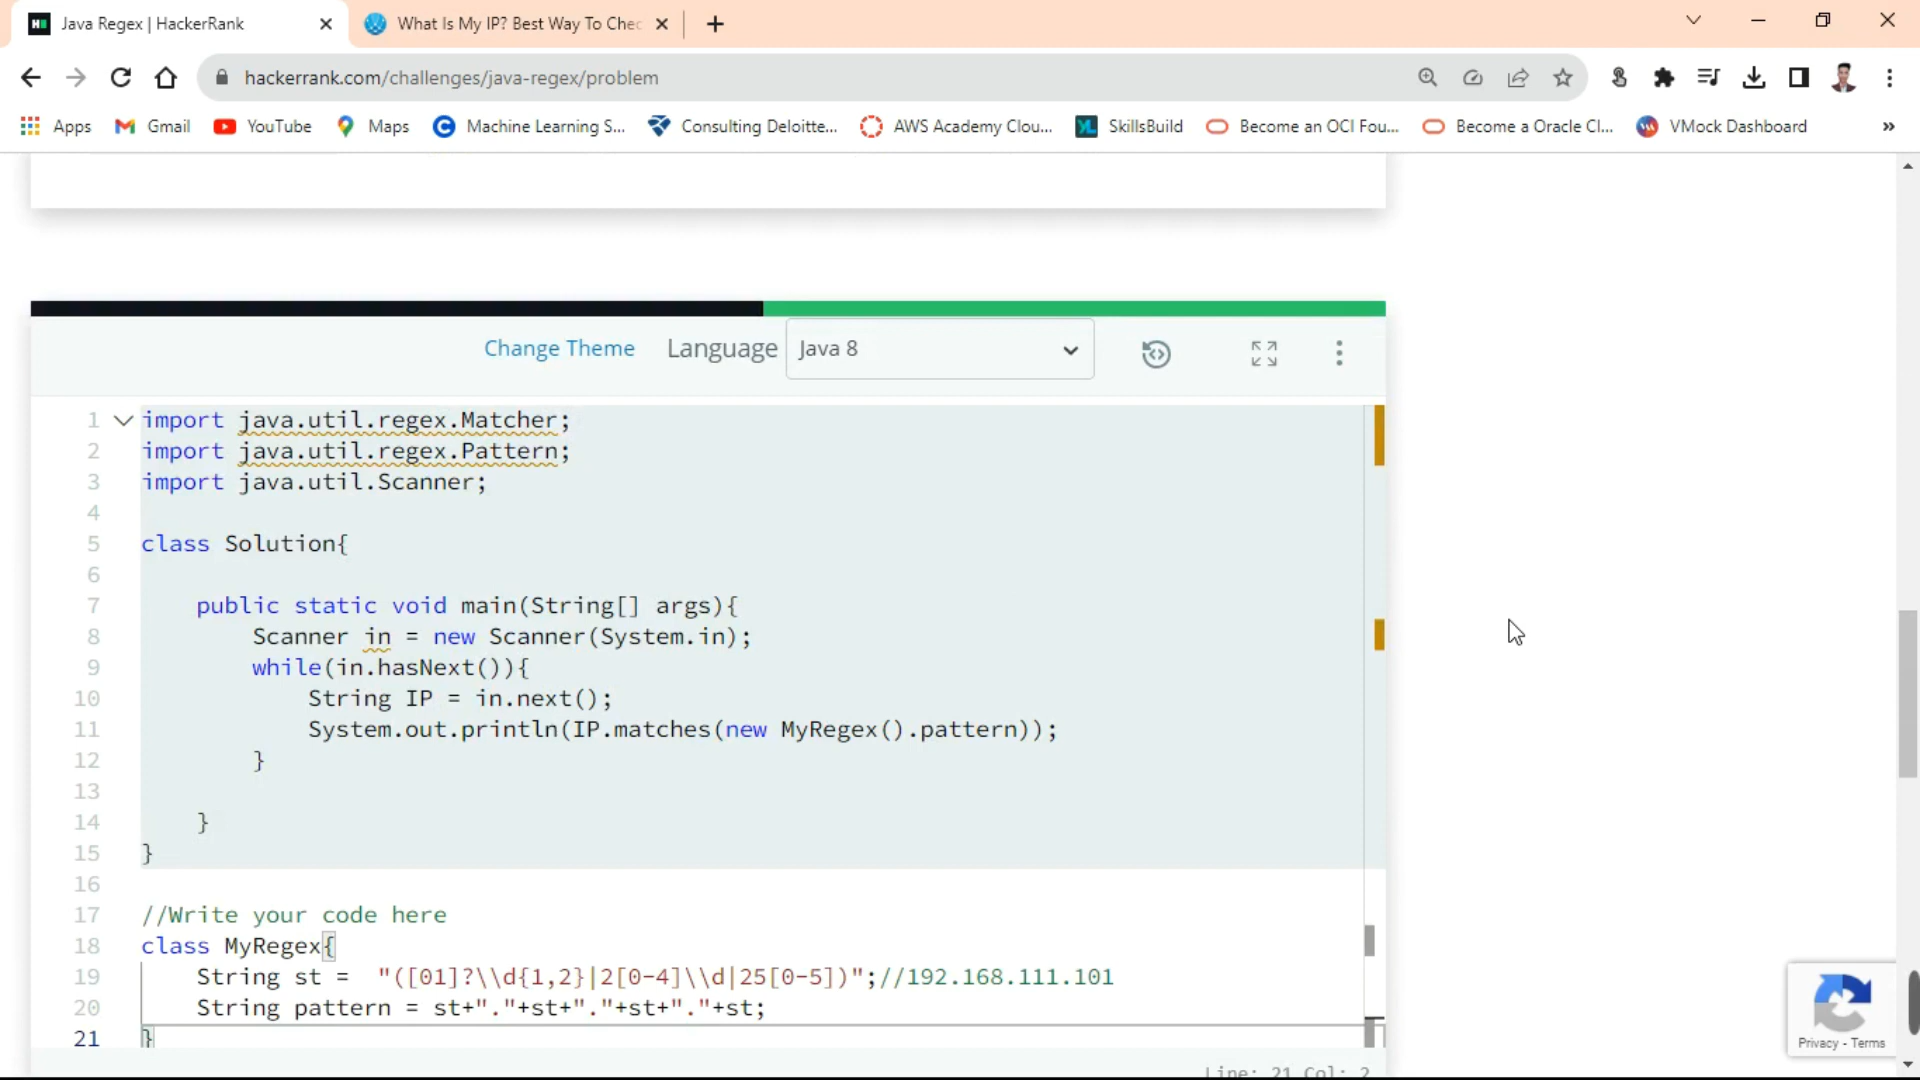 Java Regex | HackerRank
What Is My IP? Best Way To Chec
hackerrank.com/challenges/java-regex/problem
Apps
Gmail
YouTube
Maps
Machine Learning S...
Consulting Deloitte...
AWS Academy Clou...
SkillsBuild
Become an OCI Fou...
Become a Oracle Cl...
VMock Dashboard
»
Change Theme
Language
Java 8
1 import java.util.regex.Matcher;
2 import java.util.regex.Pattern;
3 import java.util.Scanner;
4
5 class Solution{
6
7 public static void main(String[] args){
8 Scanner in = new Scanner(System.in);
9 while(in.hasNext()){
10 String IP = in.next();
11 System.out.println(IP.matches(new MyRegex().pattern));
12 }
13
14 }
15 }
16
17 //Write your code here
18 class MyRegex{
19 String st = "([01]?\\d{1,2}|2[0-4]\\d|25[0-5])";//192.168.111.101
20 String pattern = st+"."+st+"."+st+"."+st;
21 }
Line: 21 Col: 2
Privacy - Terms